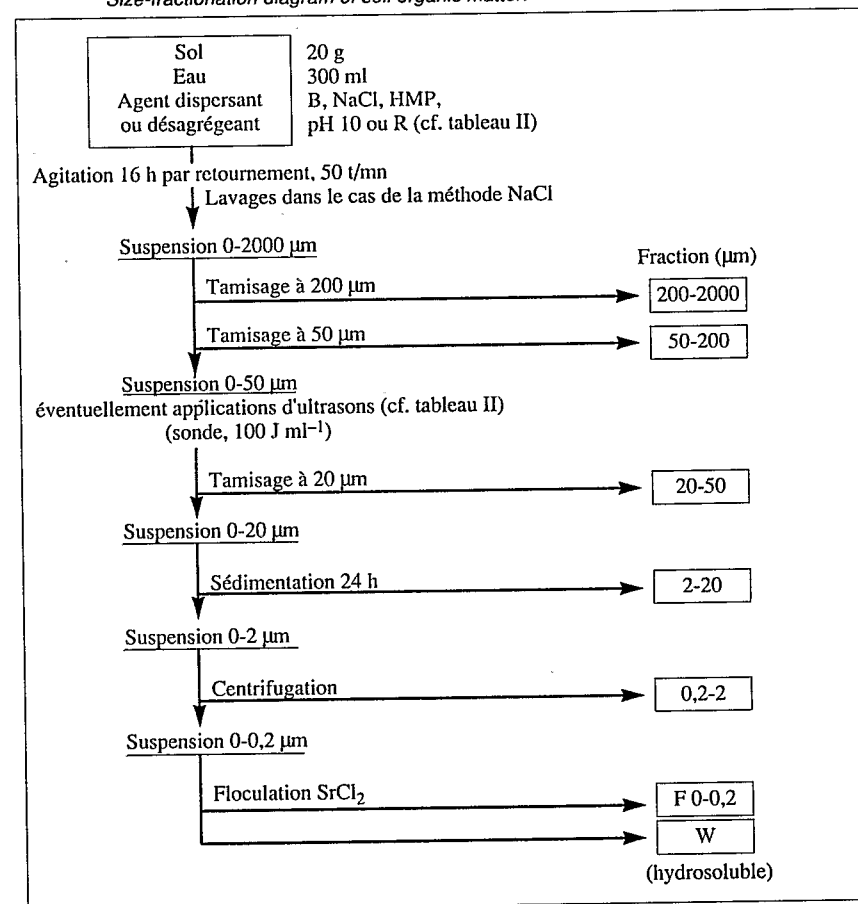 Size-fractionation diagram of soil organic matter.
Sol 20 g
Eau 300 ml
Agent dispersant B, NaCl, HMP,
ou désagrégeant pH 10 ou R (cf. tableau II)
Agitation 16 h par retournement, 50 t/mn
Lavages dans le cas de la méthode NaCl
Suspension 0-2000 µm
Fraction (µm)
Tamisage à 200 µm
200-2000
Tamisage à 50 µm
50-200
Suspension 0-50 µm
éventuellement applications d'ultrasons (cf. tableau II)
(sonde, 100 J ml⁻¹)
Tamisage à 20 µm
20-50
Suspension 0-20 µm
Sédimentation 24 h
2-20
Suspension 0-2 µm
Centrifugation
0,2-2
Suspension 0-0,2 µm
Floculation SrCl₂
F 0-0,2
W
(hydrosoluble)